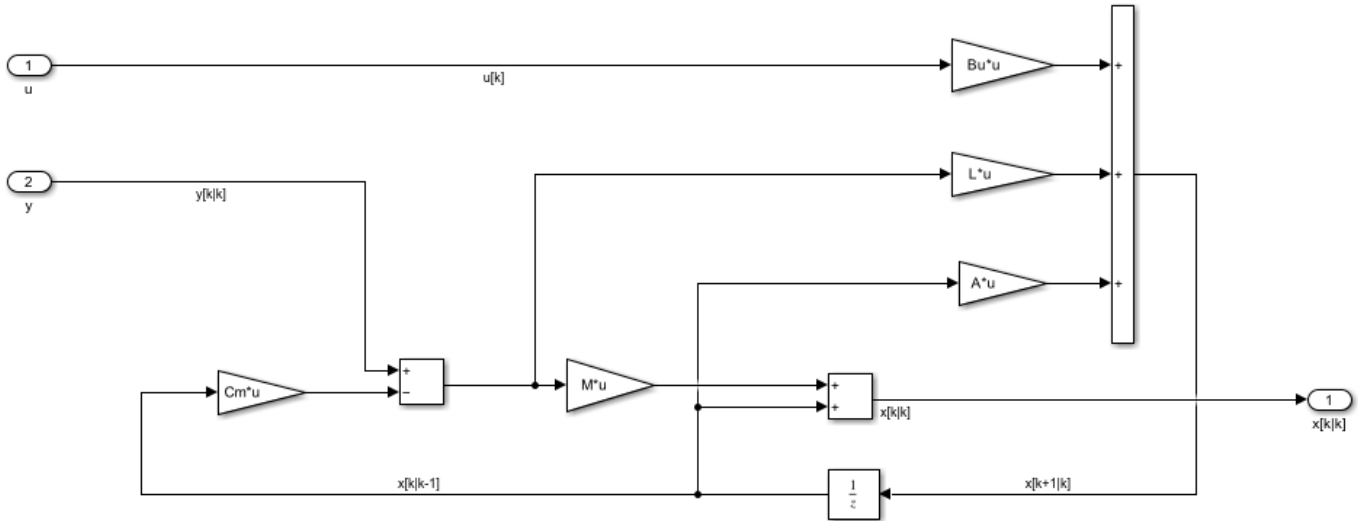 1
u
u[k]
Bu*u
+
2
y
y[k|k]
L*u
+
A*u
+
Cm*u
+
−
M*u
+
+
x[k|k]
1
x[k|k]
x[k|k-1]
1
z
x[k+1|k]